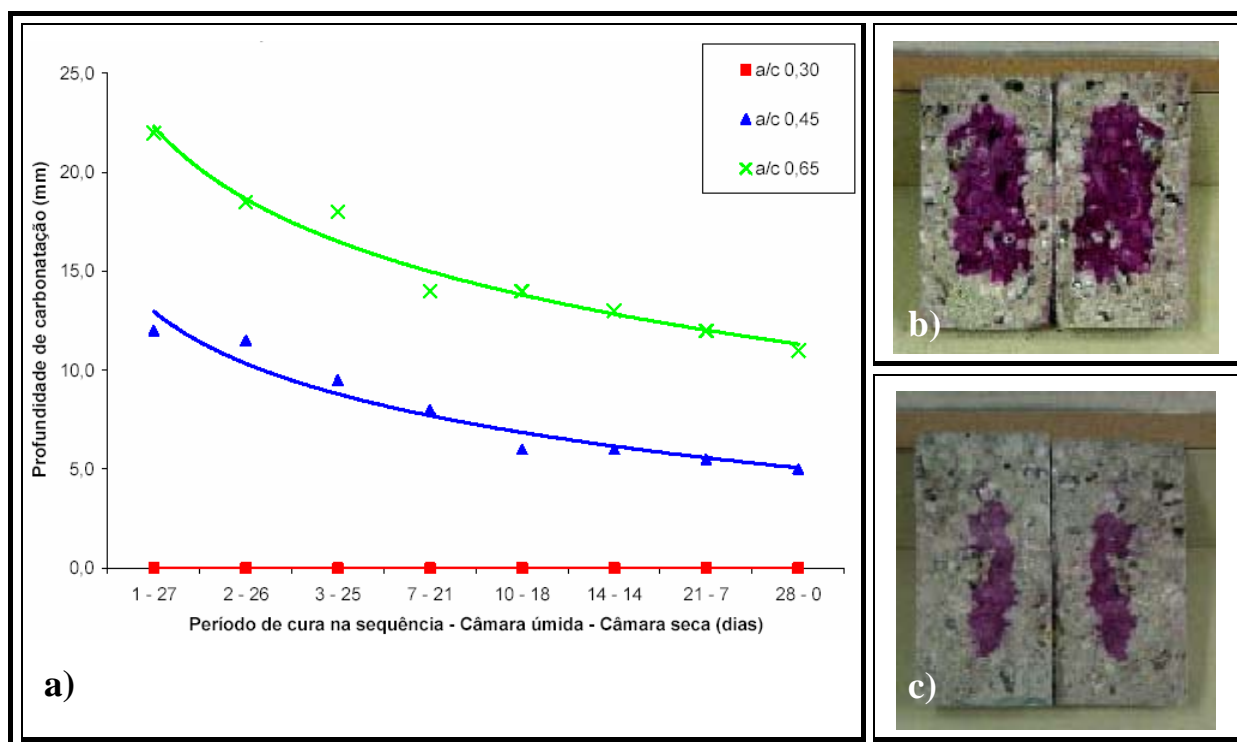 25,0
20,0
15,0
10,0
5,0
0,0
Profundidade de carbonatação (mm)
a/c 0,30
a/c 0,45
a/c 0,65
1 - 27 2 - 26 3 - 25 7 - 21 10 - 18 14 - 14 21 - 7 28 - 0
Período de cura na sequência - Câmara úmida - Câmara seca (dias)
a)
b)
c)